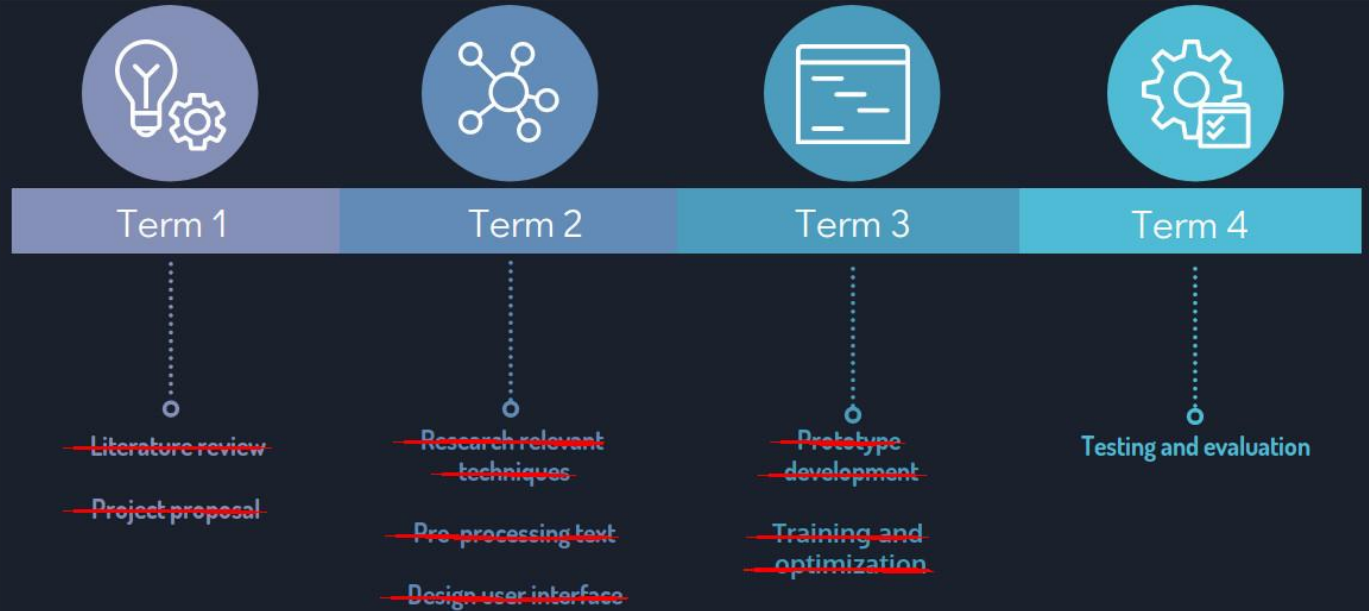 Term 1
Term 2
Term 3
Term 4
Literature review
Project proposal
Research relevant
techniques
Pre-processing text
Design user interface
Prototype
development
Training and
optimization
Testing and evaluation